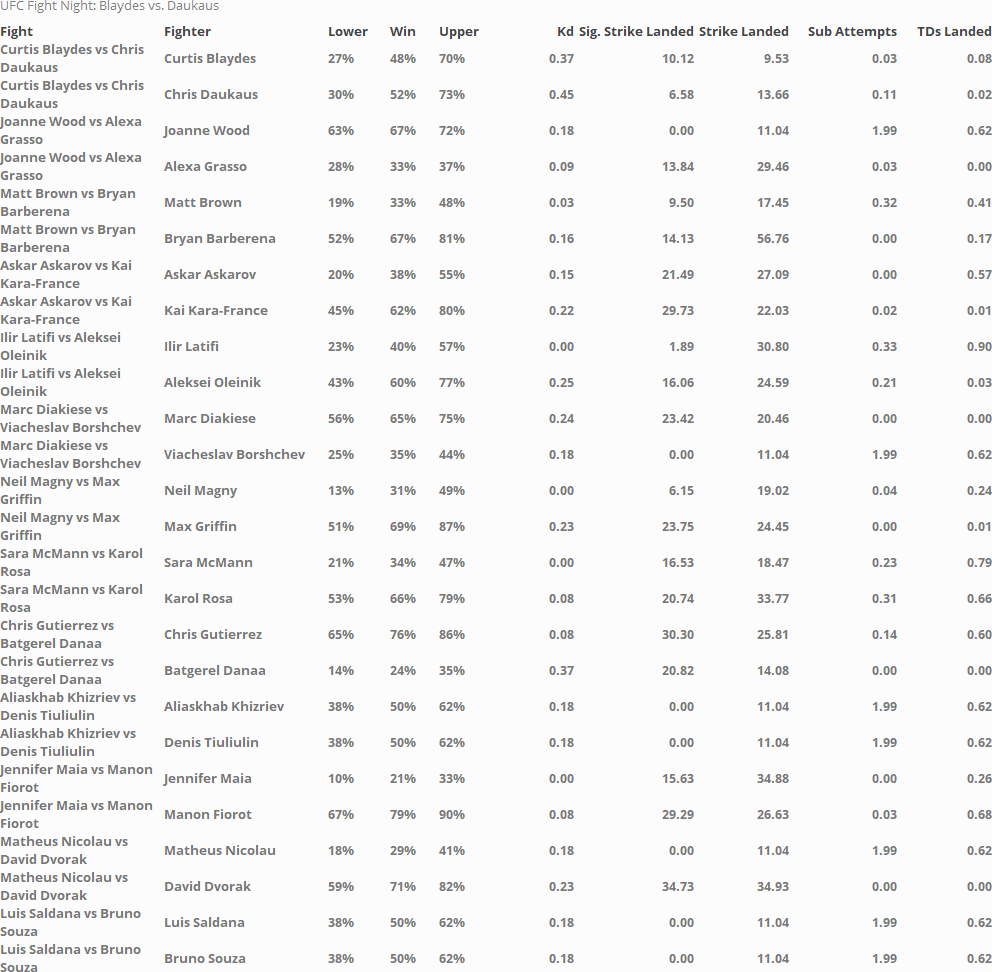 UFC Fight Night: Blaydes vs. Daukaus
Fight Fighter Lower Win Upper Kd Sig. Strike Landed Strike Landed Sub Attempts TDs Landed
Curtis Blaydes vs Chris
Daukaus
Curtis Blaydes 27% 48% 70% 0.37 10.12 9.53 0.03 0.08
Curtis Blaydes vs Chris
Daukaus
Chris Daukaus 30% 52% 73% 0.45 6.58 13.66 0.11 0.02
Joanne Wood vs Alexa
Grasso
Joanne Wood 63% 67% 72% 0.18 0.00 11.04 1.99 0.62
Joanne Wood vs Alexa
Grasso
Alexa Grasso 28% 33% 37% 0.09 13.84 29.46 0.03 0.00
Matt Brown vs Bryan
Barberena
Matt Brown 19% 33% 48% 0.03 9.50 17.45 0.32 0.41
Matt Brown vs Bryan
Barberena
Bryan Barberena 52% 67% 81% 0.16 14.13 56.76 0.00 0.17
Askar Askarov vs Kai
Kara-France
Askar Askarov 20% 38% 55% 0.15 21.49 27.09 0.00 0.57
Askar Askarov vs Kai
Kara-France
Kai Kara-France 45% 62% 80% 0.22 29.73 22.03 0.02 0.01
Ilir Latifi vs Aleksei
Oleinik
Ilir Latifi 23% 40% 57% 0.00 1.89 30.80 0.33 0.90
Ilir Latifi vs Aleksei
Oleinik
Aleksei Oleinik 43% 60% 77% 0.25 16.06 24.59 0.21 0.03
Marc Diakiese vs
Viacheslav Borshchev
Marc Diakiese 56% 65% 75% 0.24 23.42 20.46 0.00 0.00
Marc Diakiese vs
Viacheslav Borshchev
Viacheslav Borshchev 25% 35% 44% 0.18 0.00 11.04 1.99 0.62
Neil Magny vs Max
Griffin
Neil Magny 13% 31% 49% 0.00 6.15 19.02 0.04 0.24
Neil Magny vs Max
Griffin
Max Griffin 51% 69% 87% 0.23 23.75 24.45 0.00 0.01
Sara McMann vs Karol
Rosa
Sara McMann 21% 34% 47% 0.00 16.53 18.47 0.23 0.79
Sara McMann vs Karol
Rosa
Karol Rosa 53% 66% 79% 0.08 20.74 33.77 0.31 0.66
Chris Gutierrez vs
Batgerel Danaa
Chris Gutierrez 65% 76% 86% 0.08 30.30 25.81 0.14 0.60
Chris Gutierrez vs
Batgerel Danaa
Batgerel Danaa 14% 24% 35% 0.37 20.82 14.08 0.00 0.00
Aliaskhab Khizriev vs
Denis Tiuliulin
Aliaskhab Khizriev 38% 50% 62% 0.18 0.00 11.04 1.99 0.62
Aliaskhab Khizriev vs
Denis Tiuliulin
Denis Tiuliulin 38% 50% 62% 0.18 0.00 11.04 1.99 0.62
Jennifer Maia vs Manon
Fiorot
Jennifer Maia 10% 21% 33% 0.00 15.63 34.88 0.00 0.26
Jennifer Maia vs Manon
Fiorot
Manon Fiorot 67% 79% 90% 0.08 29.29 26.63 0.03 0.68
Matheus Nicolau vs
David Dvorak
Matheus Nicolau 18% 29% 41% 0.18 0.00 11.04 1.99 0.62
Matheus Nicolau vs
David Dvorak
David Dvorak 59% 71% 82% 0.23 34.73 34.93 0.00 0.00
Luis Saldana vs Bruno
Souza
Luis Saldana 38% 50% 62% 0.18 0.00 11.04 1.99 0.62
Luis Saldana vs Bruno
Souza
Bruno Souza 38% 50% 62% 0.18 0.00 11.04 1.99 0.62